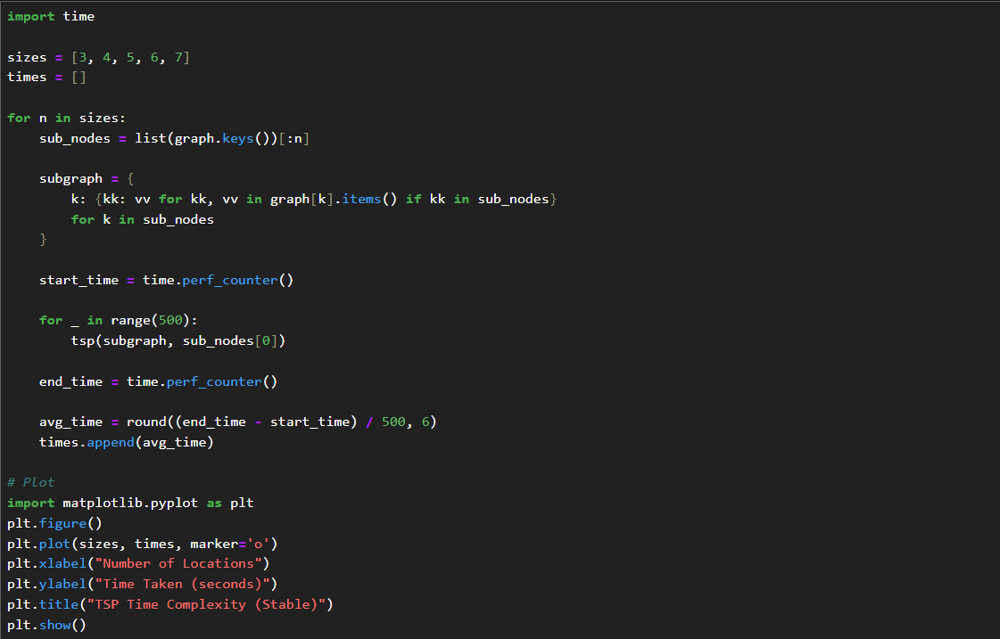 import time

sizes = [3, 4, 5, 6, 7]
times = []

for n in sizes:
    sub_nodes = list(graph.keys())[:n]

    subgraph = {
        k: {kk: vv for kk, vv in graph[k].items() if kk in sub_nodes}
        for k in sub_nodes
    }

    start_time = time.perf_counter()

    for _ in range(500):
        tsp(subgraph, sub_nodes[0])

    end_time = time.perf_counter()

    avg_time = round((end_time - start_time) / 500, 6)
    times.append(avg_time)

# Plot
import matplotlib.pyplot as plt
plt.figure()
plt.plot(sizes, times, marker='o')
plt.xlabel("Number of Locations")
plt.ylabel("Time Taken (seconds)")
plt.title("TSP Time Complexity (Stable)")
plt.show()